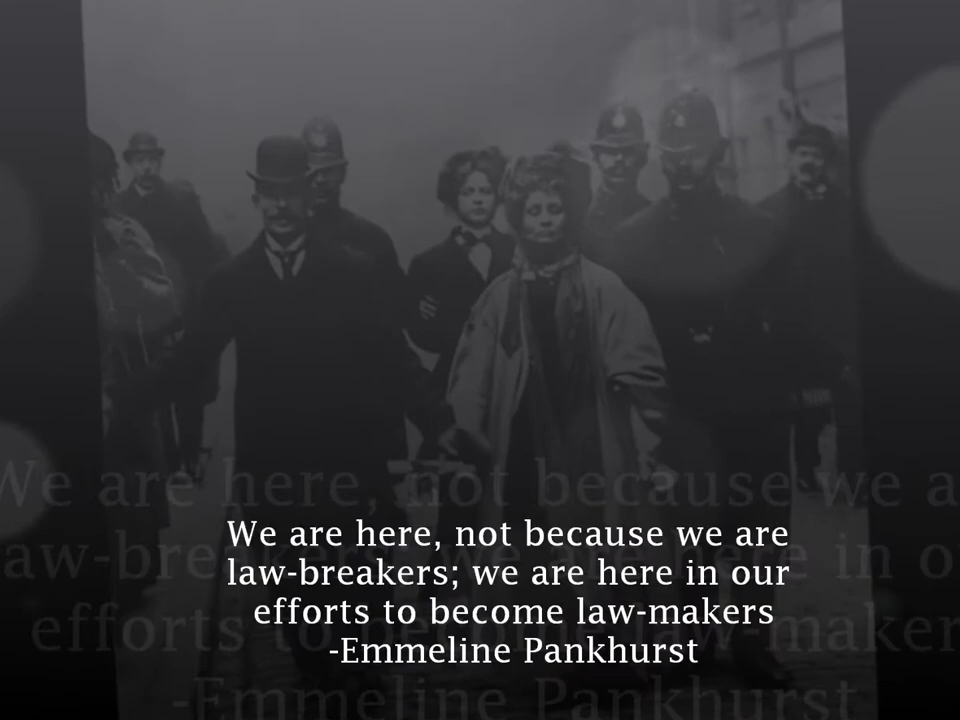 We are here, not because we are
law-breakers; we are here in our
efforts to become law-makers
-Emmeline Pankhurst